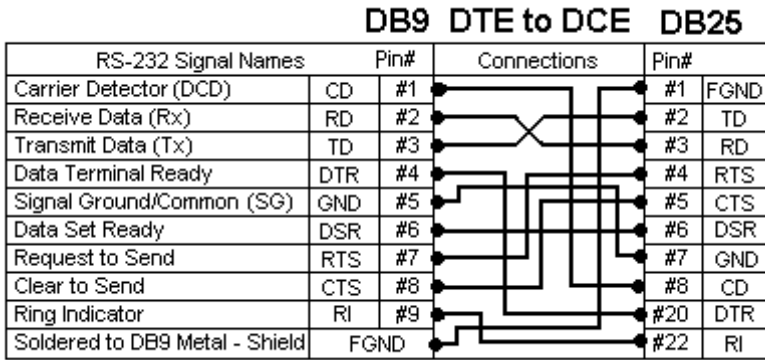 DB9 DTE to DCE DB25
RS-232 Signal Names Pin# Connections Pin#
Carrier Detector (DCD) CD #1 #1 FGND
Receive Data (Rx) RD #2 #2 TD
Transmit Data (Tx) TD #3 #3 RD
Data Terminal Ready DTR #4 #4 RTS
Signal Ground/Common (SG) GND #5 #5 CTS
Data Set Ready DSR #6 #6 DSR
Request to Send RTS #7 #7 GND
Clear to Send CTS #8 #8 CD
Ring Indicator RI #9 #20 DTR
Soldered to DB9 Metal - Shield FGND #22 RI